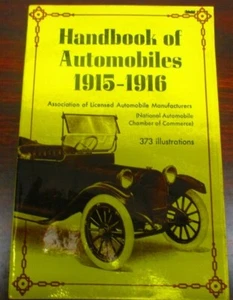 Handbook of
Automobiles
1915-1916
Association of Licensed Automobile Manufacturers
(National Automobile
Chamber of Commerce)
373 illustrations